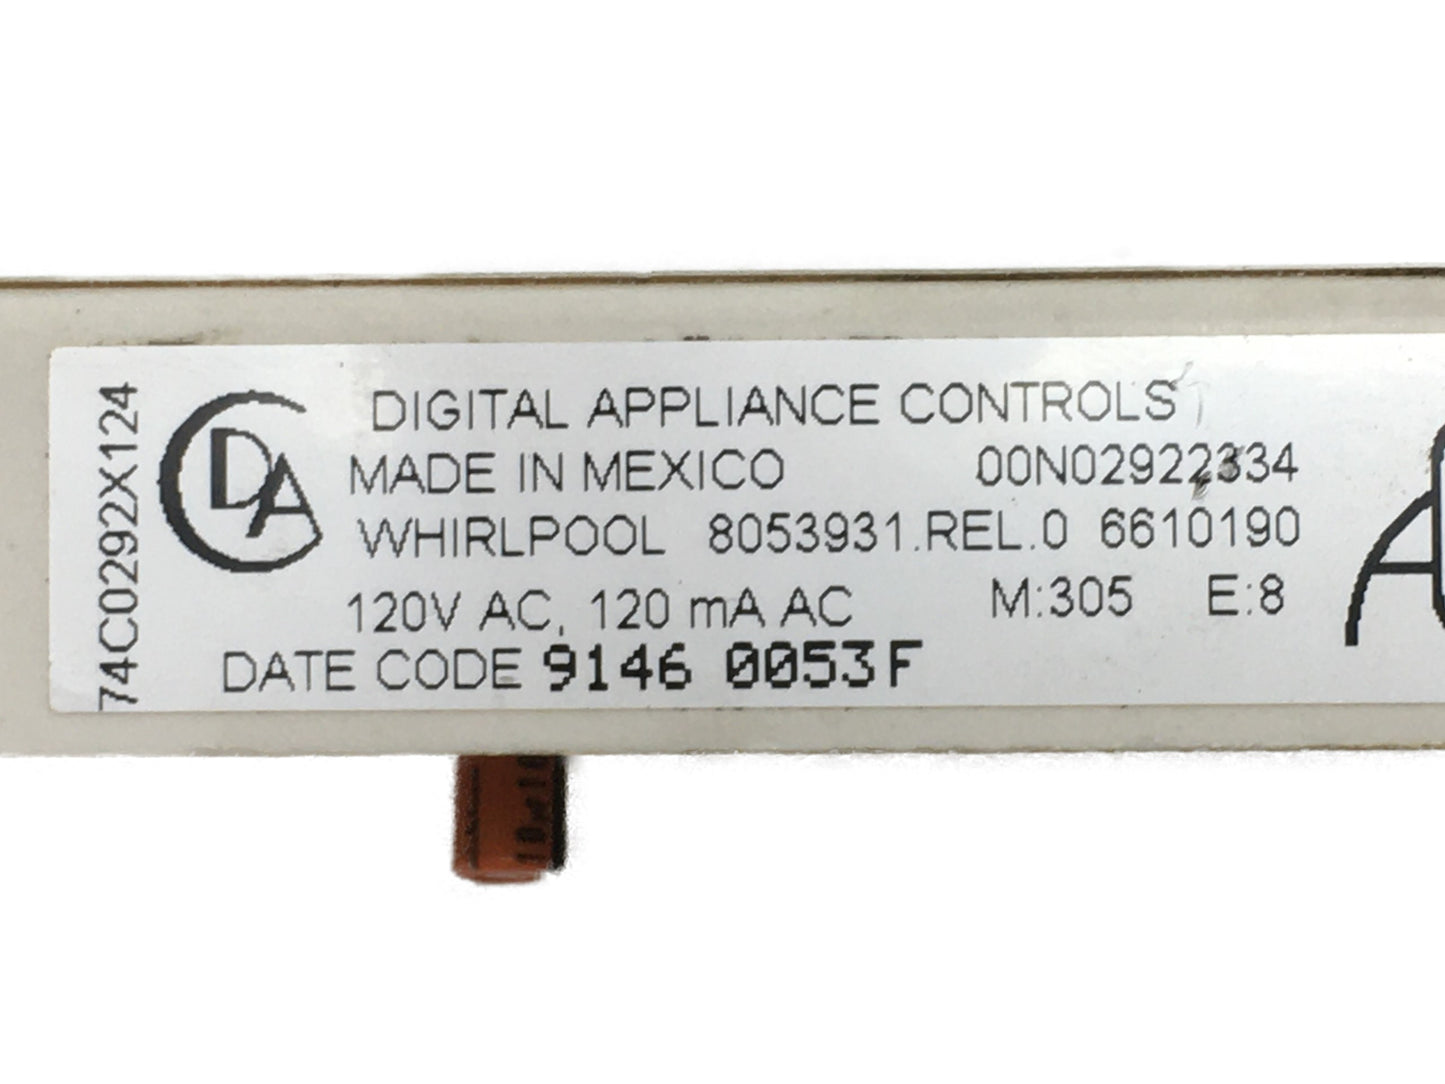 74C0292X124
CDA
DIGITAL APPLIANCE CONTROLS
MADE IN MEXICO 00N02922334
WHIRLPOOL 8053931.REL.0 6610190
120V AC, 120 mA AC M:305 E:8
DATE CODE 9146 0053F